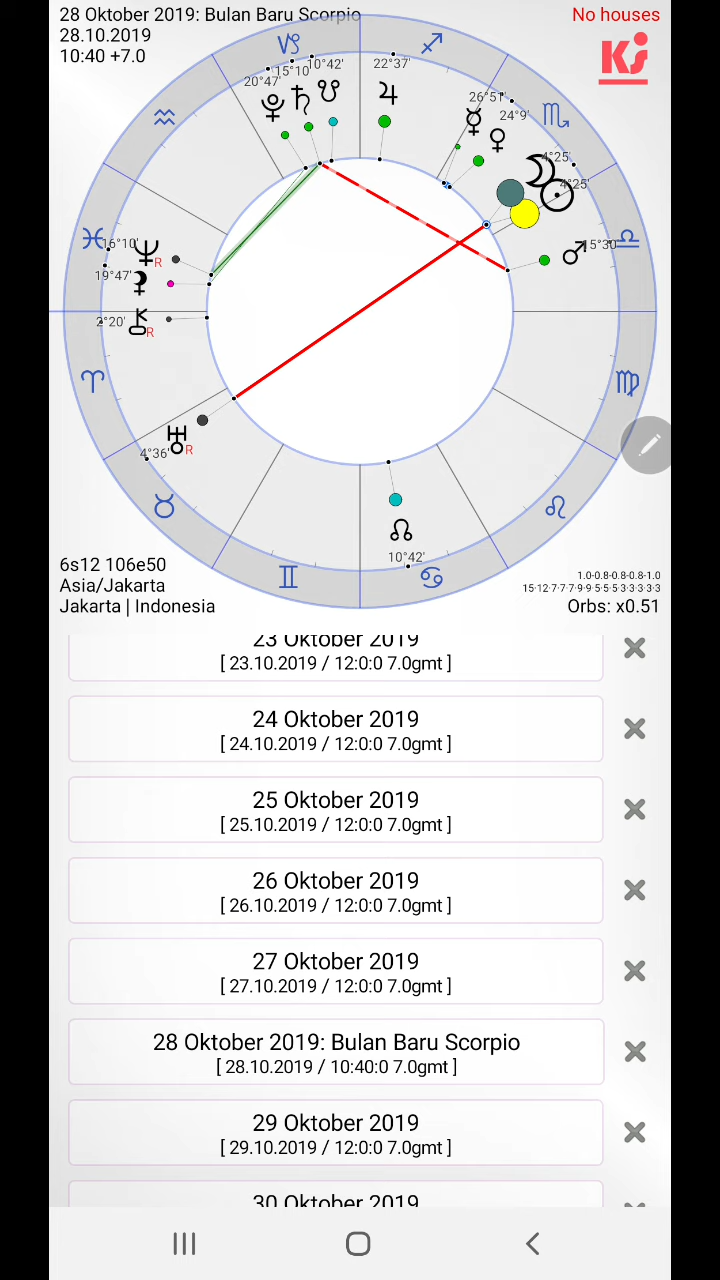 28 Oktober 2019: Bulan Baru Scorpio
28.10.2019
10:40 +7.0
No houses
KS
20°47'
15°10'
10°42'
22°37'
26°51'
24°9'
4°25'
4°25'
15°30'
16°10'
R
19°47'
2°20'
R
4°36'
R
10°42'
6s12 106e50
Asia/Jakarta
Jakarta | Indonesia
1.0-0.8-0.8-0.8-1.0
15-12-7-7-7-9-9-5-5-5-3-3-3-3-3
Orbs: x0.51
23 Oktober 2019
[ 23.10.2019 / 12:0:0 7.0gmt ]
24 Oktober 2019
[ 24.10.2019 / 12:0:0 7.0gmt ]
25 Oktober 2019
[ 25.10.2019 / 12:0:0 7.0gmt ]
26 Oktober 2019
[ 26.10.2019 / 12:0:0 7.0gmt ]
27 Oktober 2019
[ 27.10.2019 / 12:0:0 7.0gmt ]
28 Oktober 2019: Bulan Baru Scorpio
[ 28.10.2019 / 10:40:0 7.0gmt ]
29 Oktober 2019
[ 29.10.2019 / 12:0:0 7.0gmt ]
30 Oktober 2019